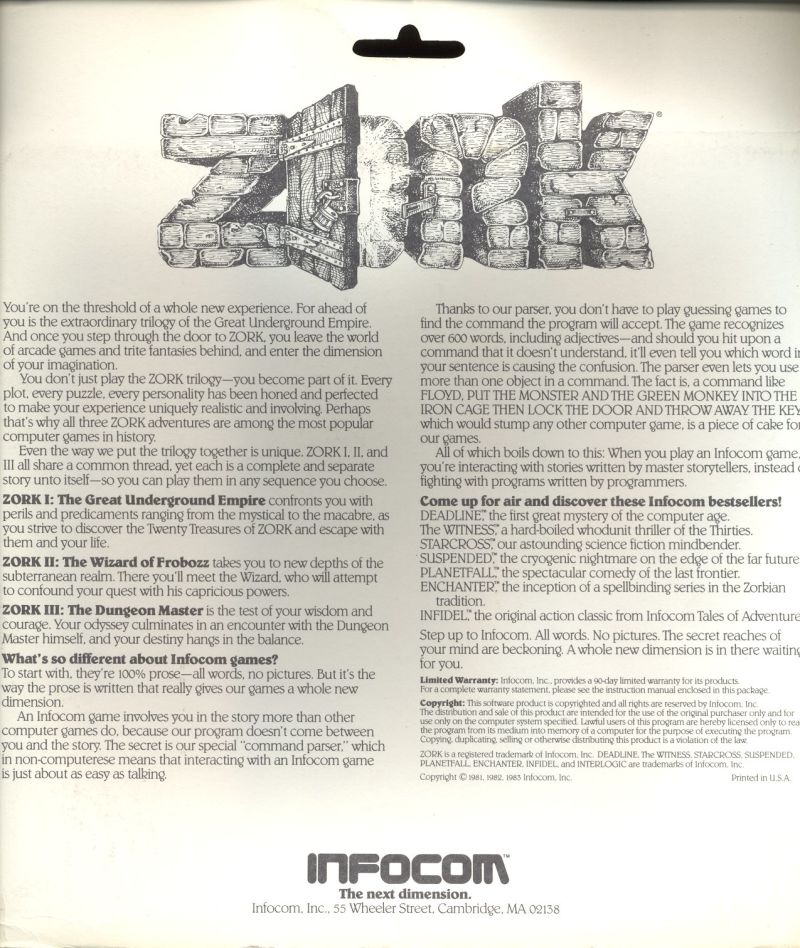 ZORK®
You're on the threshold of a whole new experience. For ahead of
you is the extraordinary trilogy of the Great Underground Empire.
And once you step through the door to ZORK, you leave the world
of arcade games and trite fantasies behind, and enter the dimension
of your imagination.
You don't just play the ZORK trilogy—you become part of it. Every
plot, every puzzle, every personality has been honed and perfected
to make your experience uniquely realistic and involving. Perhaps
that's why all three ZORK adventures are among the most popular
computer games in history.
Even the way we put the trilogy together is unique. ZORK I, II, and
III all share a common thread, yet each is a complete and separate
story unto itself—so you can play them in any sequence you choose.
ZORK I: The Great Underground Empire confronts you with
perils and predicaments ranging from the mystical to the macabre, as
you strive to discover the Twenty Treasures of ZORK and escape with
them and your life.
ZORK II: The Wizard of Frobozz takes you to new depths of the
subterranean realm. There you'll meet the Wizard, who will attempt
to confound your quest with his capricious powers.
ZORK III: The Dungeon Master is the test of your wisdom and
courage. Your odyssey culminates in an encounter with the Dungeon
Master himself, and your destiny hangs in the balance.
What's so different about Infocom games?
To start with, they're 100% prose—all words, no pictures. But it's the
way the prose is written that really gives our games a whole new
dimension.
An Infocom game involves you in the story more than other
computer games do, because our program doesn't come between
you and the story. The secret is our special "command parser," which
in non-computerese means that interacting with an Infocom game
is just about as easy as talking.
Thanks to our parser, you don't have to play guessing games to
find the command the program will accept. The game recognizes
over 600 words, including adjectives—and should you hit upon a
command that it doesn't understand, it'll even tell you which word in
your sentence is causing the confusion. The parser even lets you use
more than one object in a command. The fact is, a command like
FLOYD, PUT THE MONSTER AND THE GREEN MONKEY INTO THE
IRON CAGE THEN LOCK THE DOOR AND THROW AWAY THE KEY
which would stump any other computer game, is a piece of cake for
our games.
All of which boils down to this: When you play an Infocom game,
you're interacting with stories written by master storytellers, instead o
fighting with programs written by programmers.
Come up for air and discover these Infocom bestsellers!
DEADLINE,™ the first great mystery of the computer age.
The WITNESS,™ a hard-boiled whodunit thriller of the Thirties.
STARCROSS,™ our astounding science fiction mindbender.
SUSPENDED,™ the cryogenic nightmare on the edge of the far future
PLANETFALL,™ the spectacular comedy of the last frontier.
ENCHANTER,™ the inception of a spellbinding series in the Zorkian
tradition.
INFIDEL,™ the original action classic from Infocom Tales of Adventure
Step up to Infocom. All words. No pictures. The secret reaches of
your mind are beckoning. A whole new dimension is in there waiting
for you.
Limited Warranty: Infocom, Inc., provides a 90-day limited warranty for its products.
For a complete warranty statement, please see the instruction manual enclosed in this package.
Copyright: This software product is copyrighted and all rights are reserved by Infocom, Inc.
The distribution and sale of this product are intended for the use of the original purchaser only and for
use only on the computer system specified. Lawful users of this program are hereby licensed only to rea
the program from its medium into memory of a computer for the purpose of executing the program.
Copying, duplicating, selling or otherwise distributing this product is a violation of the law.
ZORK is a registered trademark of Infocom, Inc. DEADLINE, The WITNESS, STARCROSS, SUSPENDED,
PLANETFALL, ENCHANTER, INFIDEL, and INTERLOGIC are trademarks of Infocom, Inc.
Copyright © 1981, 1982, 1983 Infocom, Inc. Printed in U.S.A.
INFOCOM™
The next dimension.
Infocom, Inc., 55 Wheeler Street, Cambridge, MA 02138